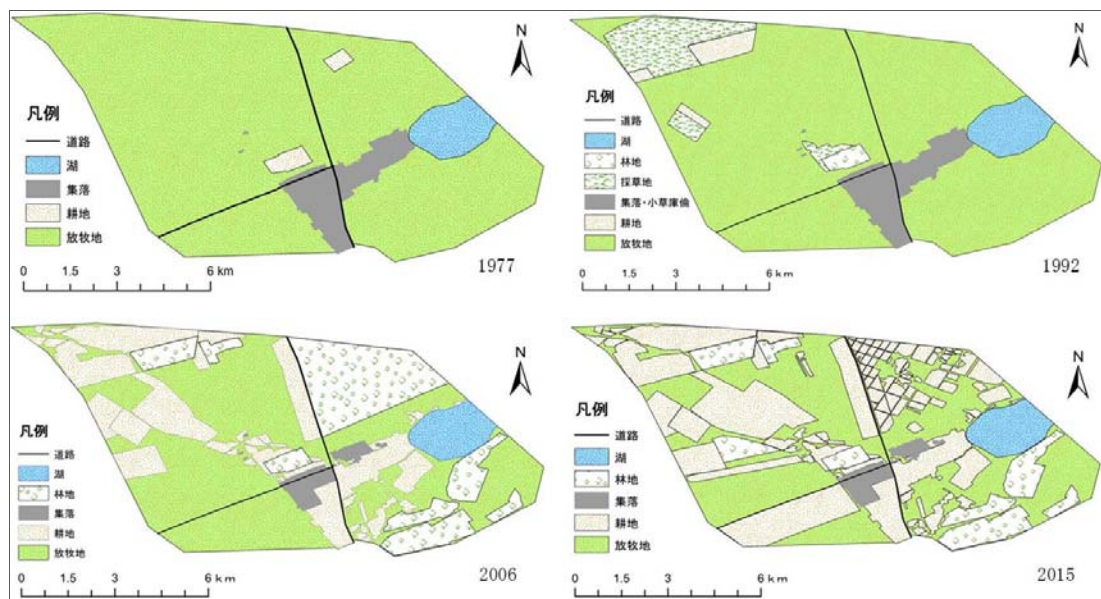 N
凡例
道路
湖
集落
耕地
放牧地
0 1.5 3 6 km
1977
N
凡例
道路
湖
林地
採草地
集落・小草庫倫
耕地
放牧地
0 1.5 3 6 km
1992
N
凡例
道路
湖
林地
集落
耕地
放牧地
0 1.5 3 6 km
2006
N
凡例
道路
湖
林地
集落
耕地
放牧地
0 1.5 3 6 km
2015